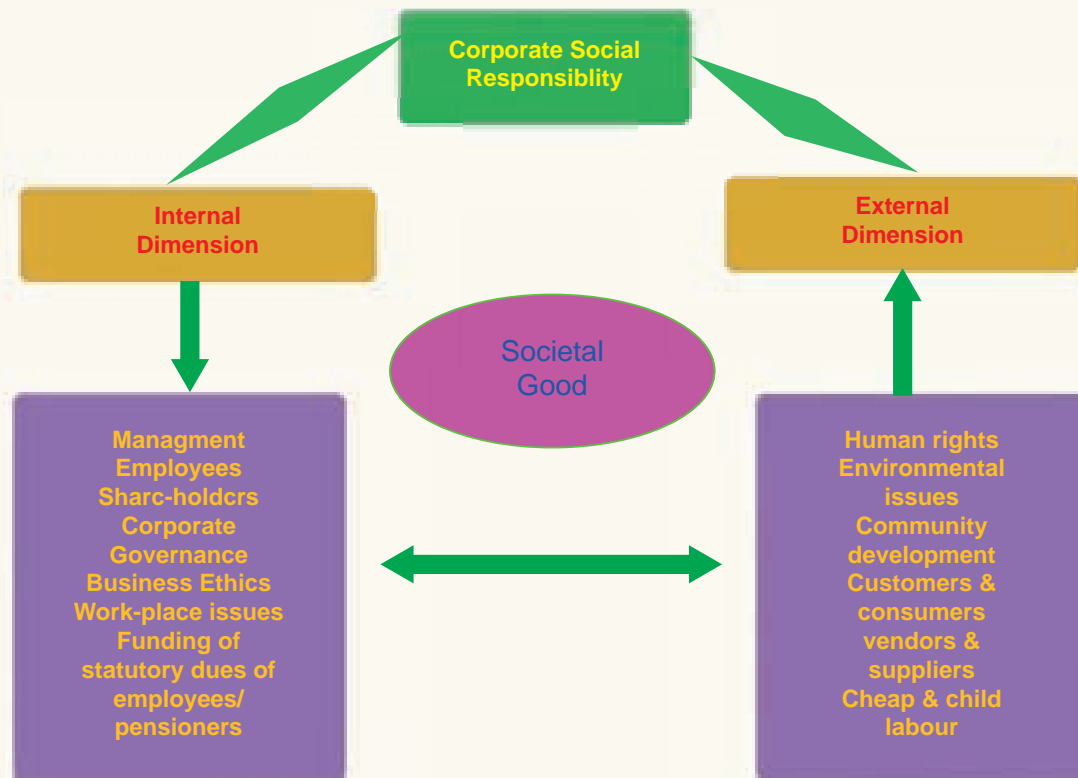 Corporate Social
Responsiblity
Internal
Dimension
External
Dimension
Societal
Good
Managment
Employees
Sharc-holdcrs
Corporate
Governance
Business Ethics
Work-place issues
Funding of
statutory dues of
employees/
pensioners
Human rights
Environmental
issues
Community
development
Customers &
consumers
vendors &
suppliers
Cheap & child
labour